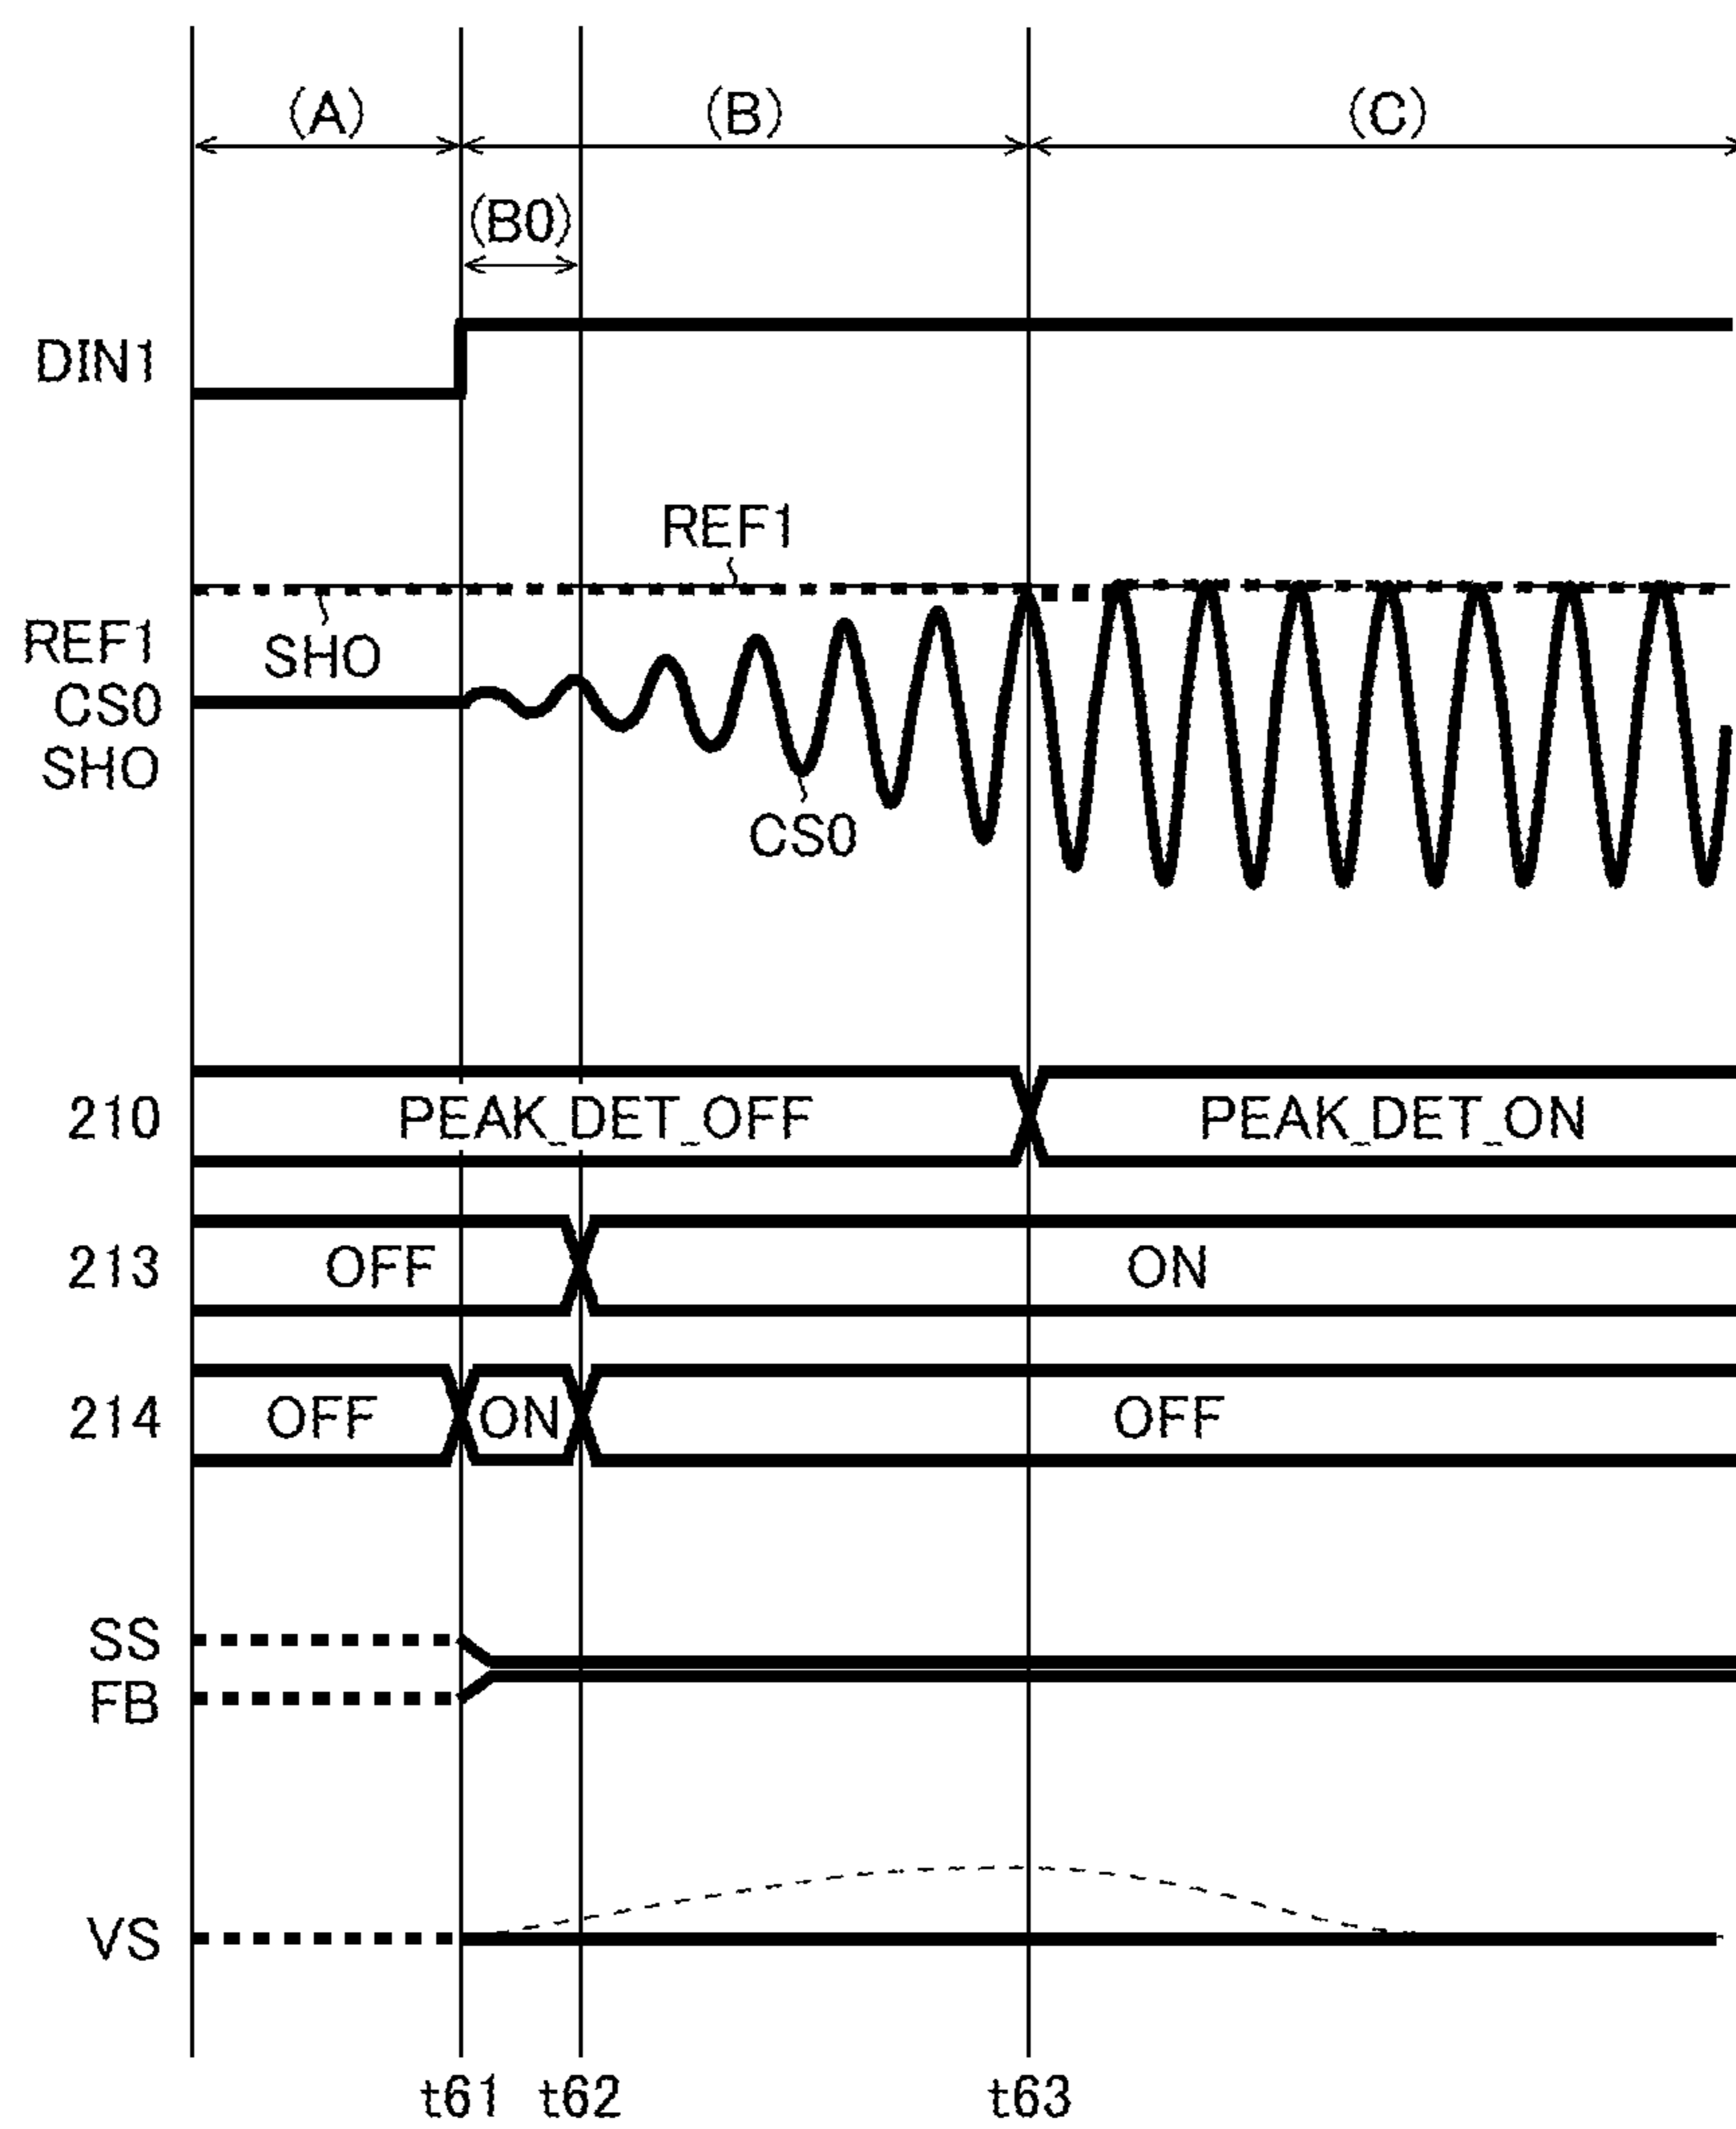 (A) (B) (C)
(B0)
DIN1
REF1
REF1
SHO
CS0
SHO
CS0
210 PEAK_DET_OFF PEAK_DET_ON
213 OFF ON
214 OFF ON OFF
SS
FB
VS
t61 t62 t63